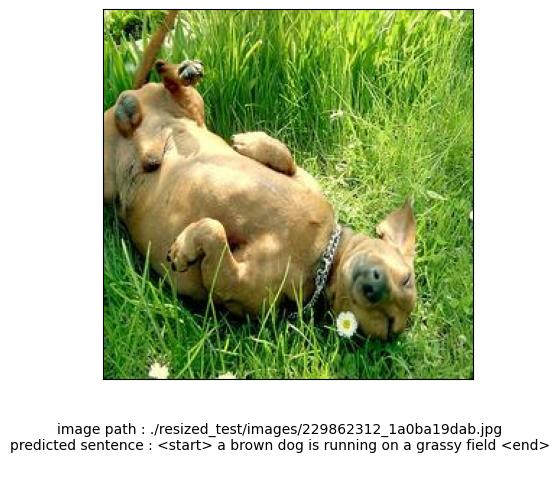 image path : ./resized_test/images/229862312_1a0ba19dab.jpg
predicted sentence : <start> a brown dog is running on a grassy field <end>